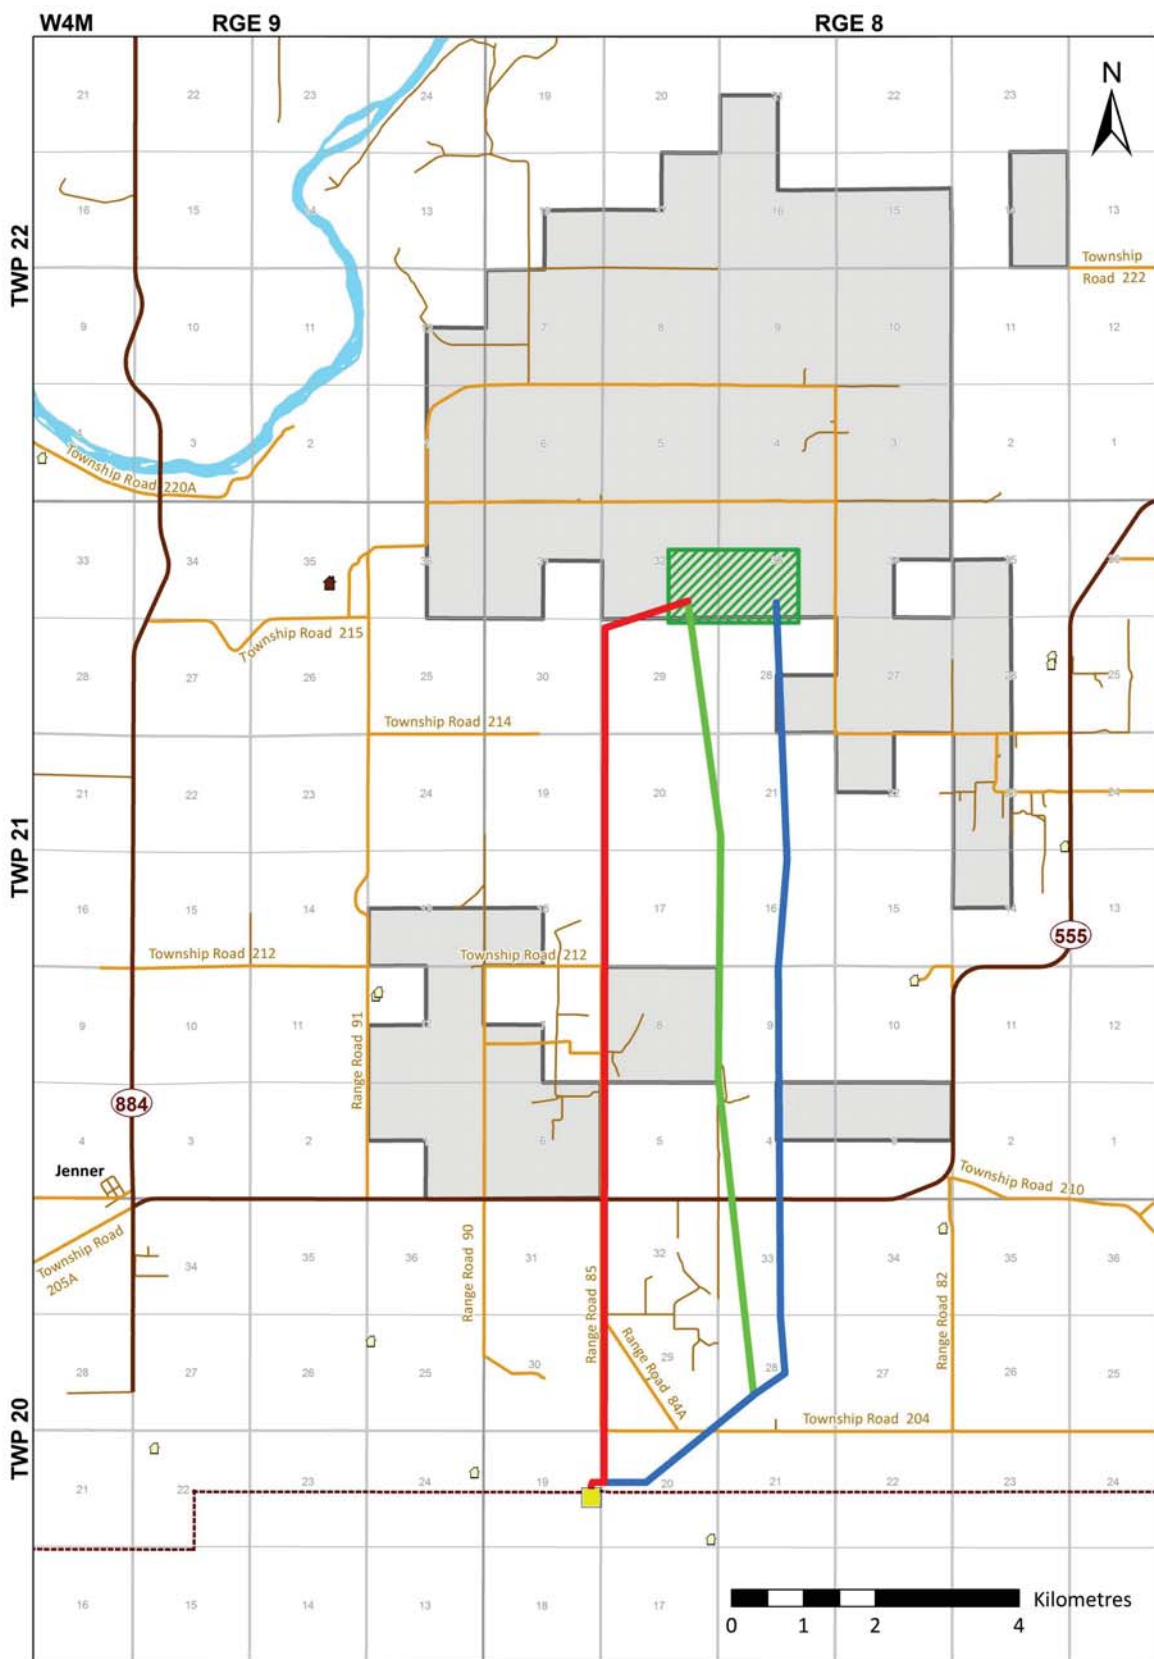 W4M RGE 9 RGE 8
N
21 22 23 24 19 20 21 22 23
16 15 14 13 16 15 14 13
TWP 22
Township
Road 222
9 10 11 7 8 9 10 11 12
4 3 2 6 5 4 3 2 1
Township Road 220A
33 34 35 32
Township Road 215
28 27 26 25 30 29 28 27 25
Township Road 214
21 22 23 24 19 20 21 22 24
TWP 21
16 15 14 17 16 15 14 13
555
Township Road 212 Township Road 212
9 10 11 8 9 10 11 12
Range Road 91
884
4 3 2 6 5 4 3 2 1
Jenner
Township Road 210
Township Road
205A
34 35 36 31 32 33 34 35 36
Range Road 90
Range Road 85
Range Road 82
Range Road 84A
28 27 26 25 30 29 28 27 26 25
Township Road 204
TWP 20
21 22 23 24 19 20 21 22 23 24
16 15 14 13 18 17
Kilometres
0 1 2 4